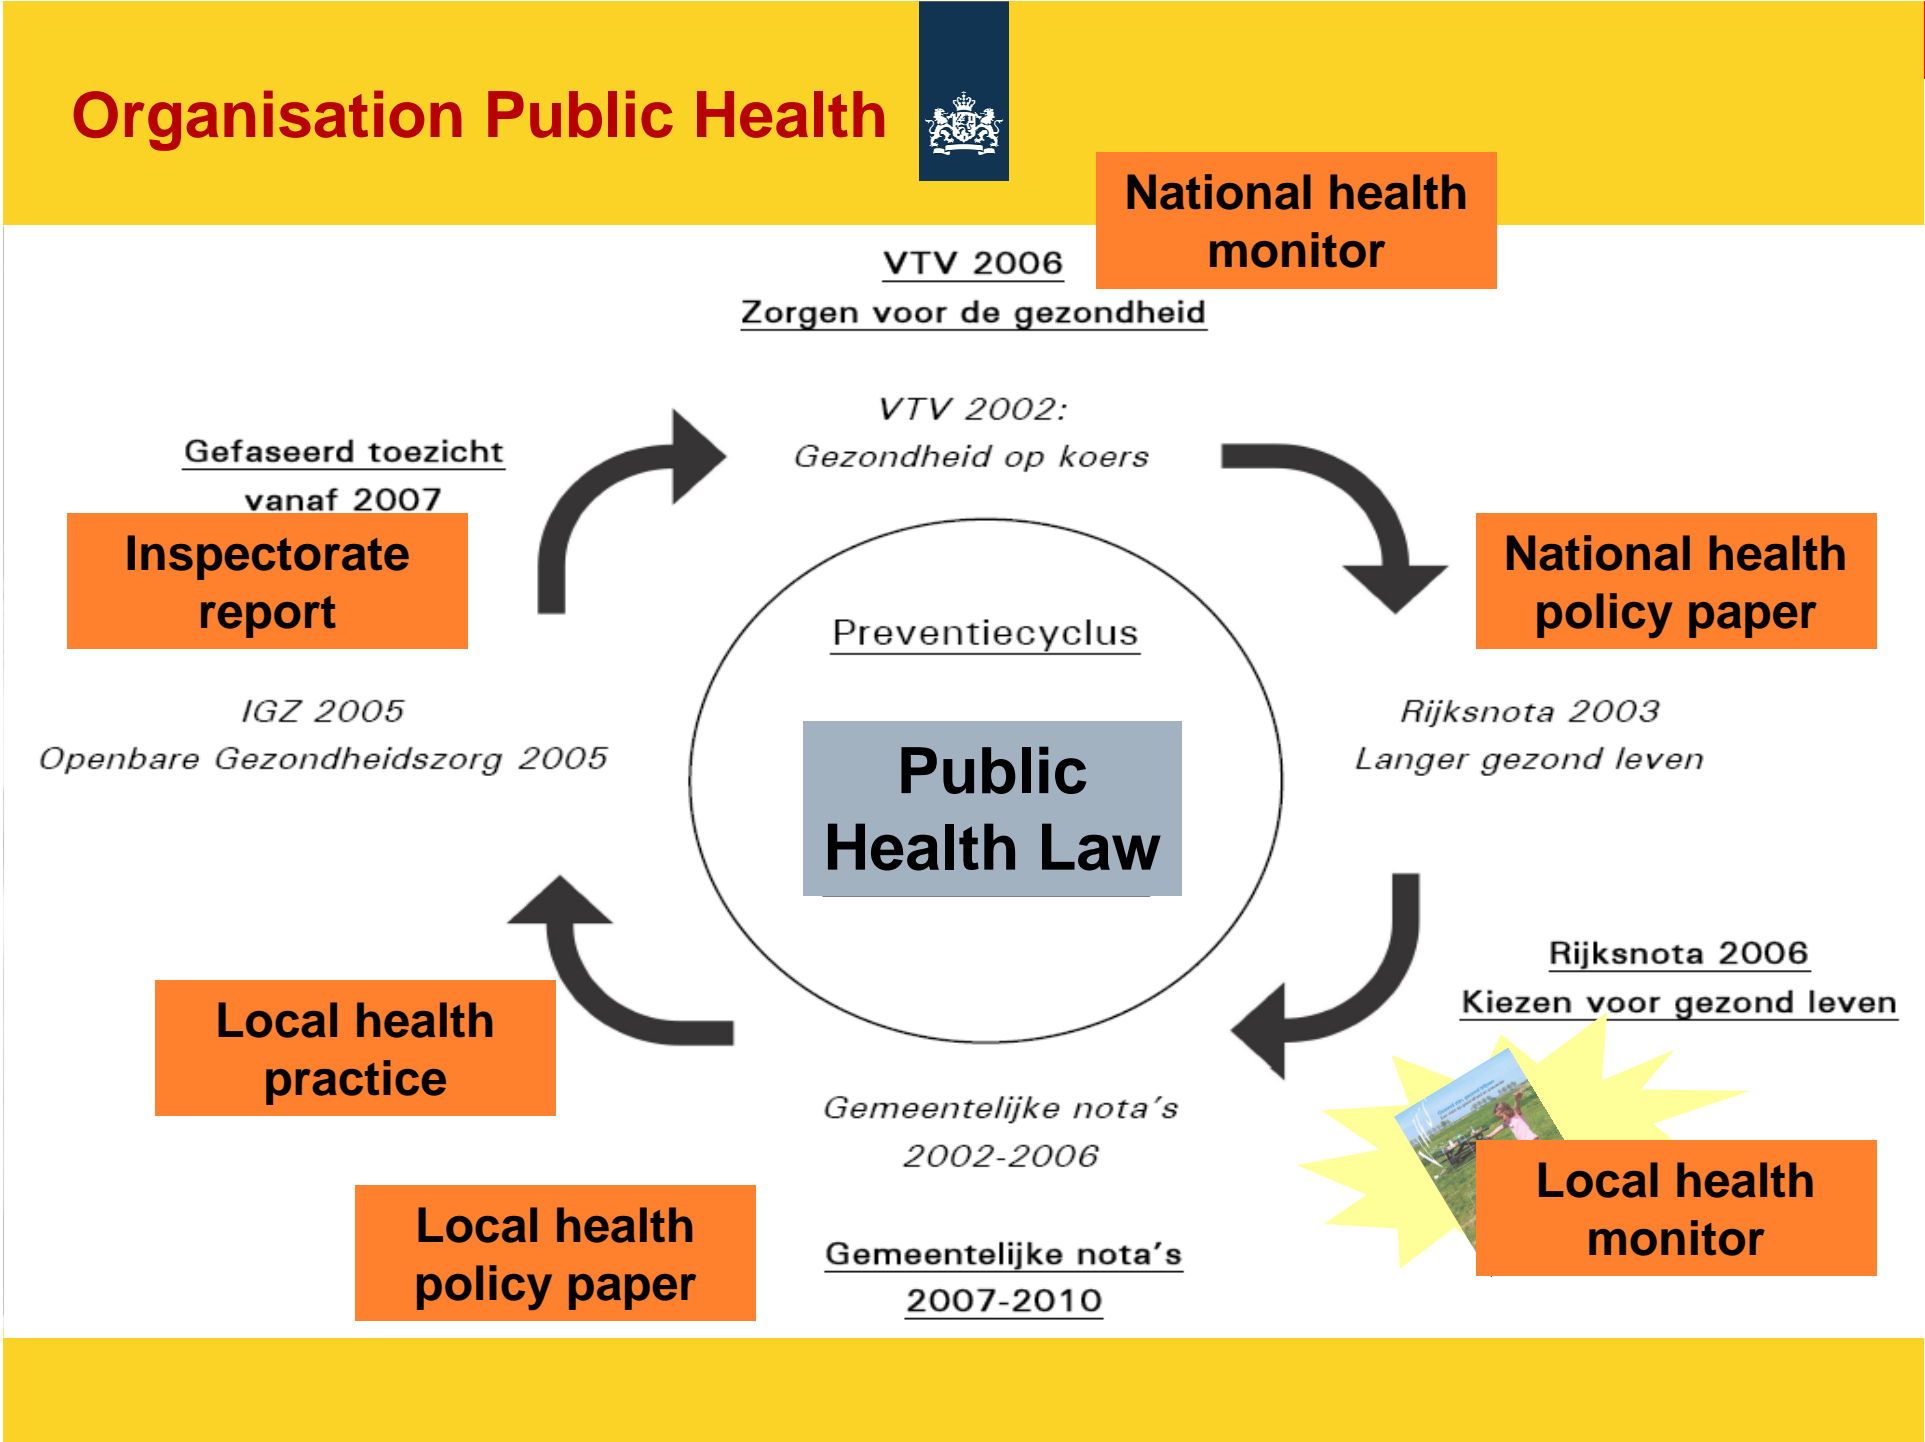 Organisation Public Health
National health
monitor
VTV 2006
Zorgen voor de gezondheid
VTV 2002:
Gezondheid op koers
Gefaseerd toezicht
vanaf 2007
Inspectorate
report
IGZ 2005
Openbare Gezondheidszorg 2005
National health
policy paper
Rijksnota 2003
Langer gezond leven
Preventiecyclus
Public
Health Law
Rijksnota 2006
Kiezen voor gezond leven
Local health
monitor
Local health
practice
Gemeentelijke nota's
2002-2006
Local health
policy paper
Gemeentelijke nota's
2007-2010